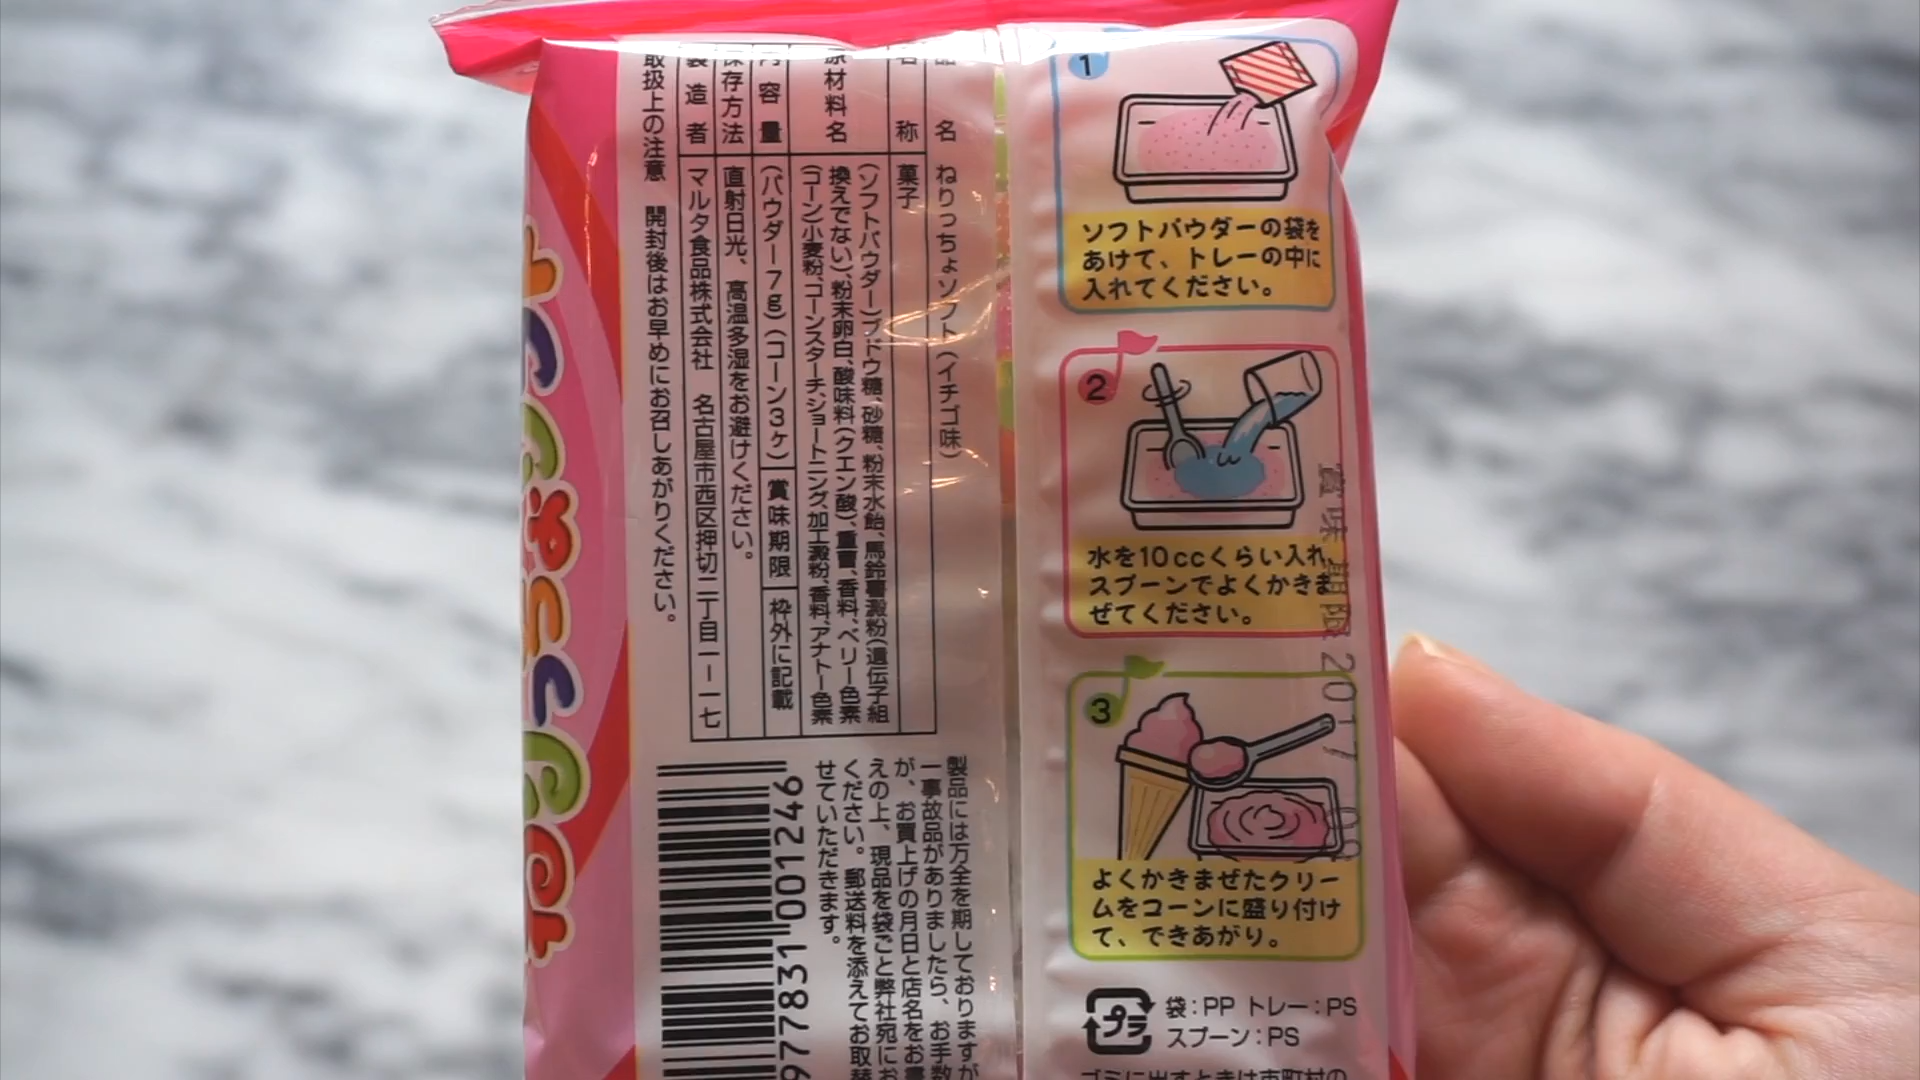 品名 ねりっちょソフト(イチゴ味)
名称 菓子
原材料名 (ソフトパウダー)ブドウ糖、砂糖、粉末水飴、馬鈴薯澱粉(遺伝子組
換えでない)、粉末卵白、酸味料(クエン酸)、重曹、香料、ベリー色素
(コーン)小麦粉、コーンスターチ、ショートニング、加工澱粉、香料、アナトー色素
内容量 (パウダー7g)(コーン3ヶ) 賞味期限 枠外に記載
保存方法 直射日光、高温多湿をお避けください。
製造者 マルタ食品株式会社 名古屋市西区押切二丁目一ー一七
取扱上の注意 開封後はお早めにお召しあがりください。
製品には万全を期しておりますが
一事故品がありましたら、お手数
が、お買上げの月日と店名をお書
えの上、現品を袋ごと弊社宛にお
ください。郵送料を添えてお取替
せていただきます。
977831 001246
ねりっちょソフト
1
ソフトパウダーの袋を
あけて、トレーの中に
入れてください。
2
水を10ccくらい入れ、
スプーンでよくかきま
ぜてください。
3
よくかきまぜたクリー
ムをコーンに盛り付け
て、できあがり。
賞味期限 2017
プラ
袋:PP トレー:PS
スプーン:PS
ゴミに出すときは市町村の